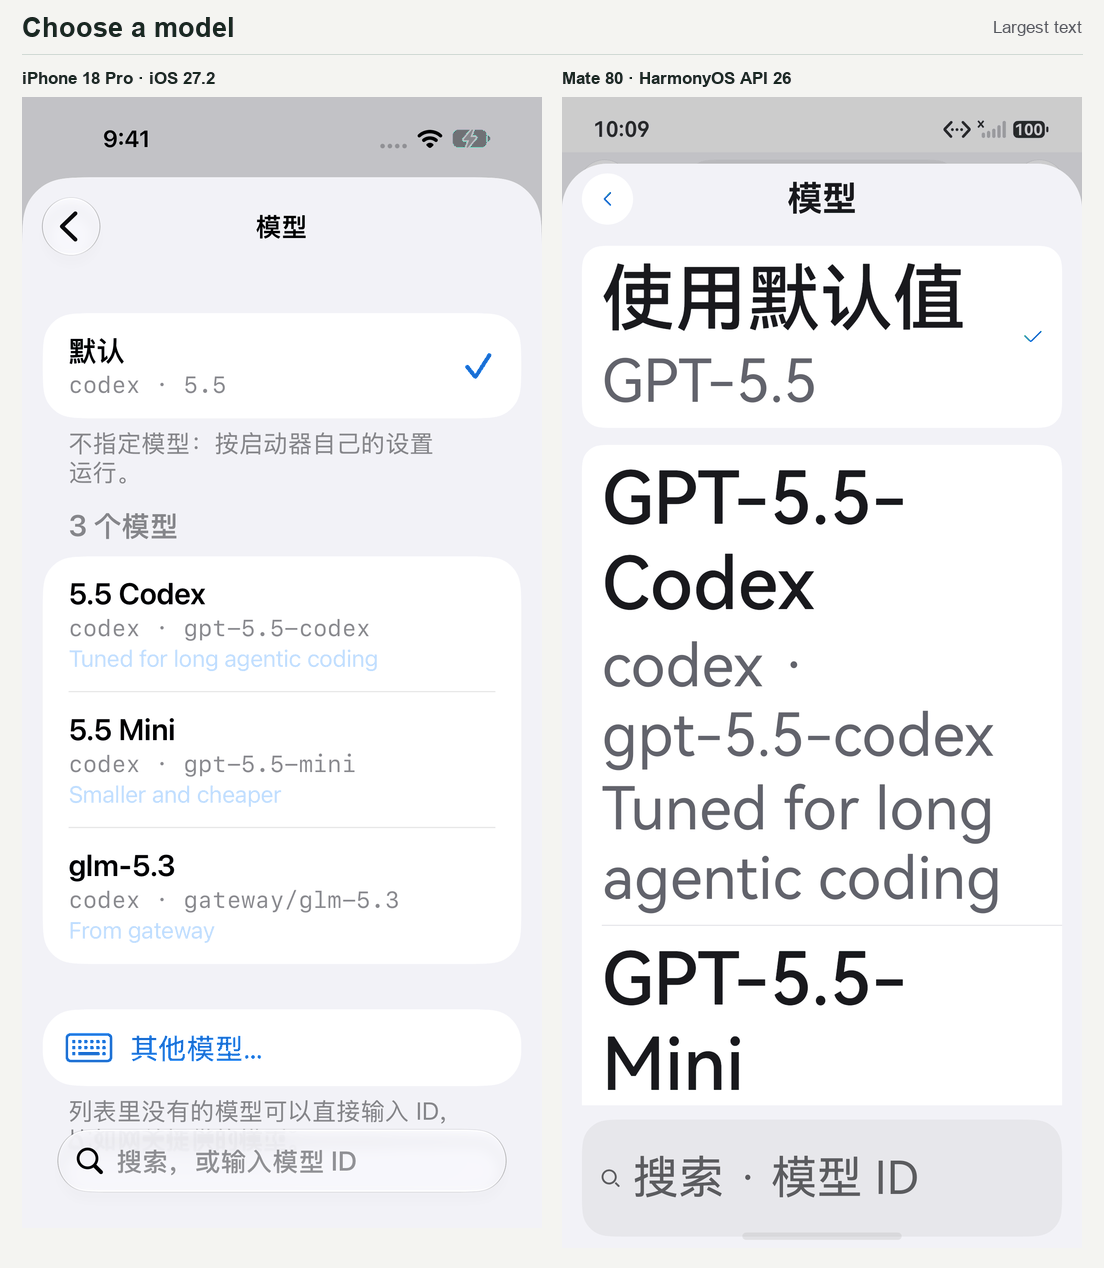 Choose a model
Largest text
iPhone 18 Pro · iOS 27.2
9:41
模型
默认
codex · 5.5
不指定模型：按启动器自己的设置
运行。
3 个模型
5.5 Codex
codex · gpt-5.5-codex
Tuned for long agentic coding
5.5 Mini
codex · gpt-5.5-mini
Smaller and cheaper
glm-5.3
codex · gateway/glm-5.3
From gateway
其他模型...
列表里没有的模型可以直接输入 ID，
搜索，或输入模型 ID
Mate 80 · HarmonyOS API 26
10:09
100
模型
使用默认值
GPT-5.5
GPT-5.5-
Codex
codex ·
gpt-5.5-codex
Tuned for long
agentic coding
GPT-5.5-
Mini
搜索 · 模型 ID